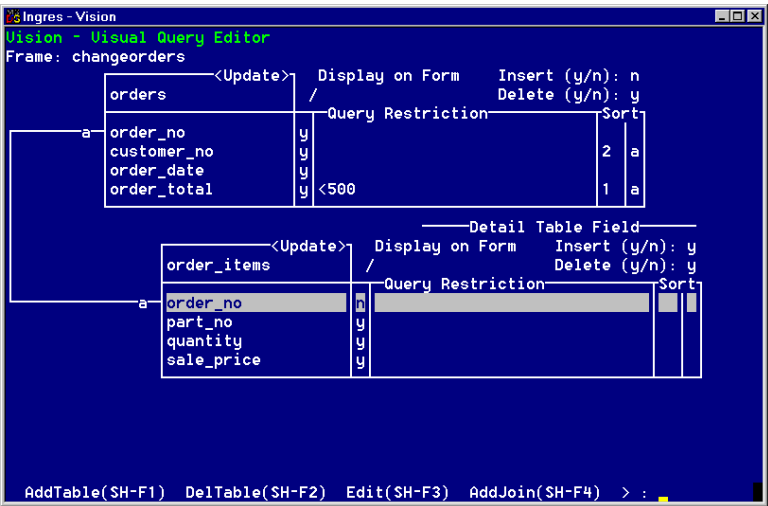 Ingres - Vision
Vision - Visual Query Editor
Frame: changeorders
<Update> Display on Form Insert (y/n): n
orders / Delete (y/n): y
Query Restriction Sort
a order_no y
customer_no y 2 a
order_date y
order_total y <500 1 a
Detail Table Field
<Update> Display on Form Insert (y/n): y
order_items / Delete (y/n): y
Query Restriction Sort
a order_no n
part_no y
quantity y
sale_price y
AddTable(SH-F1) DelTable(SH-F2) Edit(SH-F3) AddJoin(SH-F4) > :